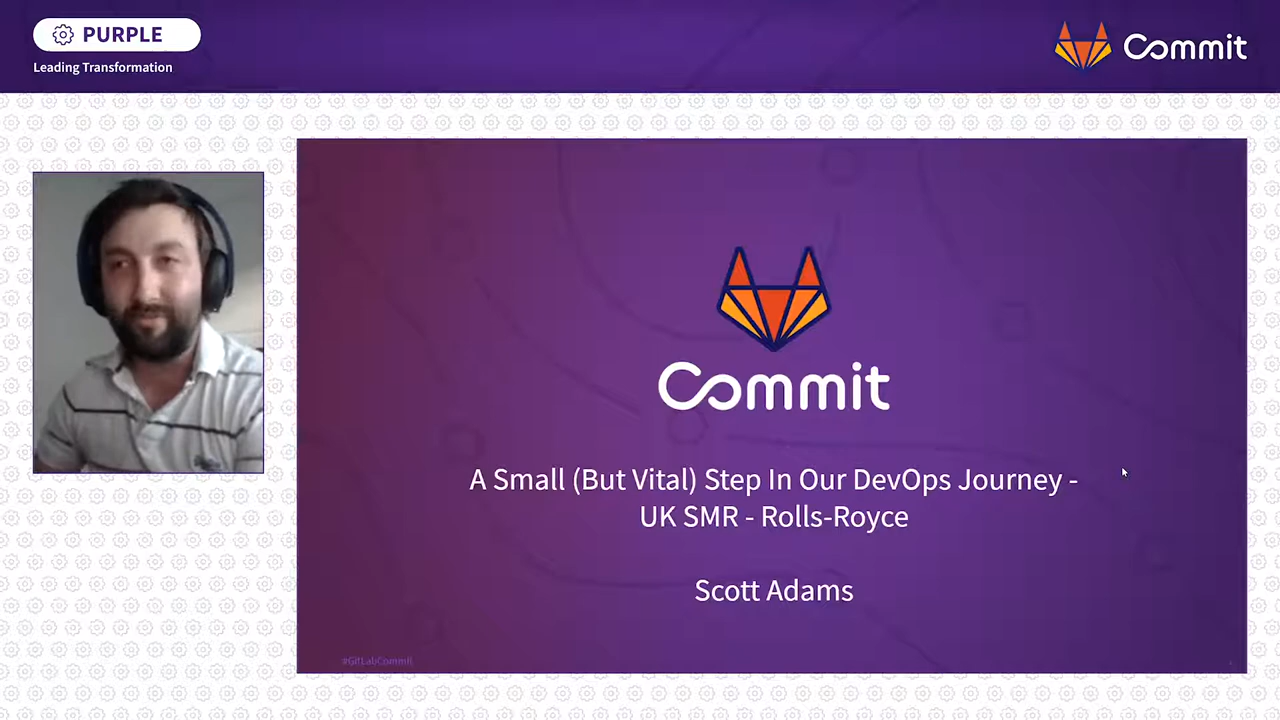 PURPLE
Leading Transformation
Commit
Commit
A Small (But Vital) Step In Our DevOps Journey -
UK SMR - Rolls-Royce
Scott Adams
#GitLabCommit